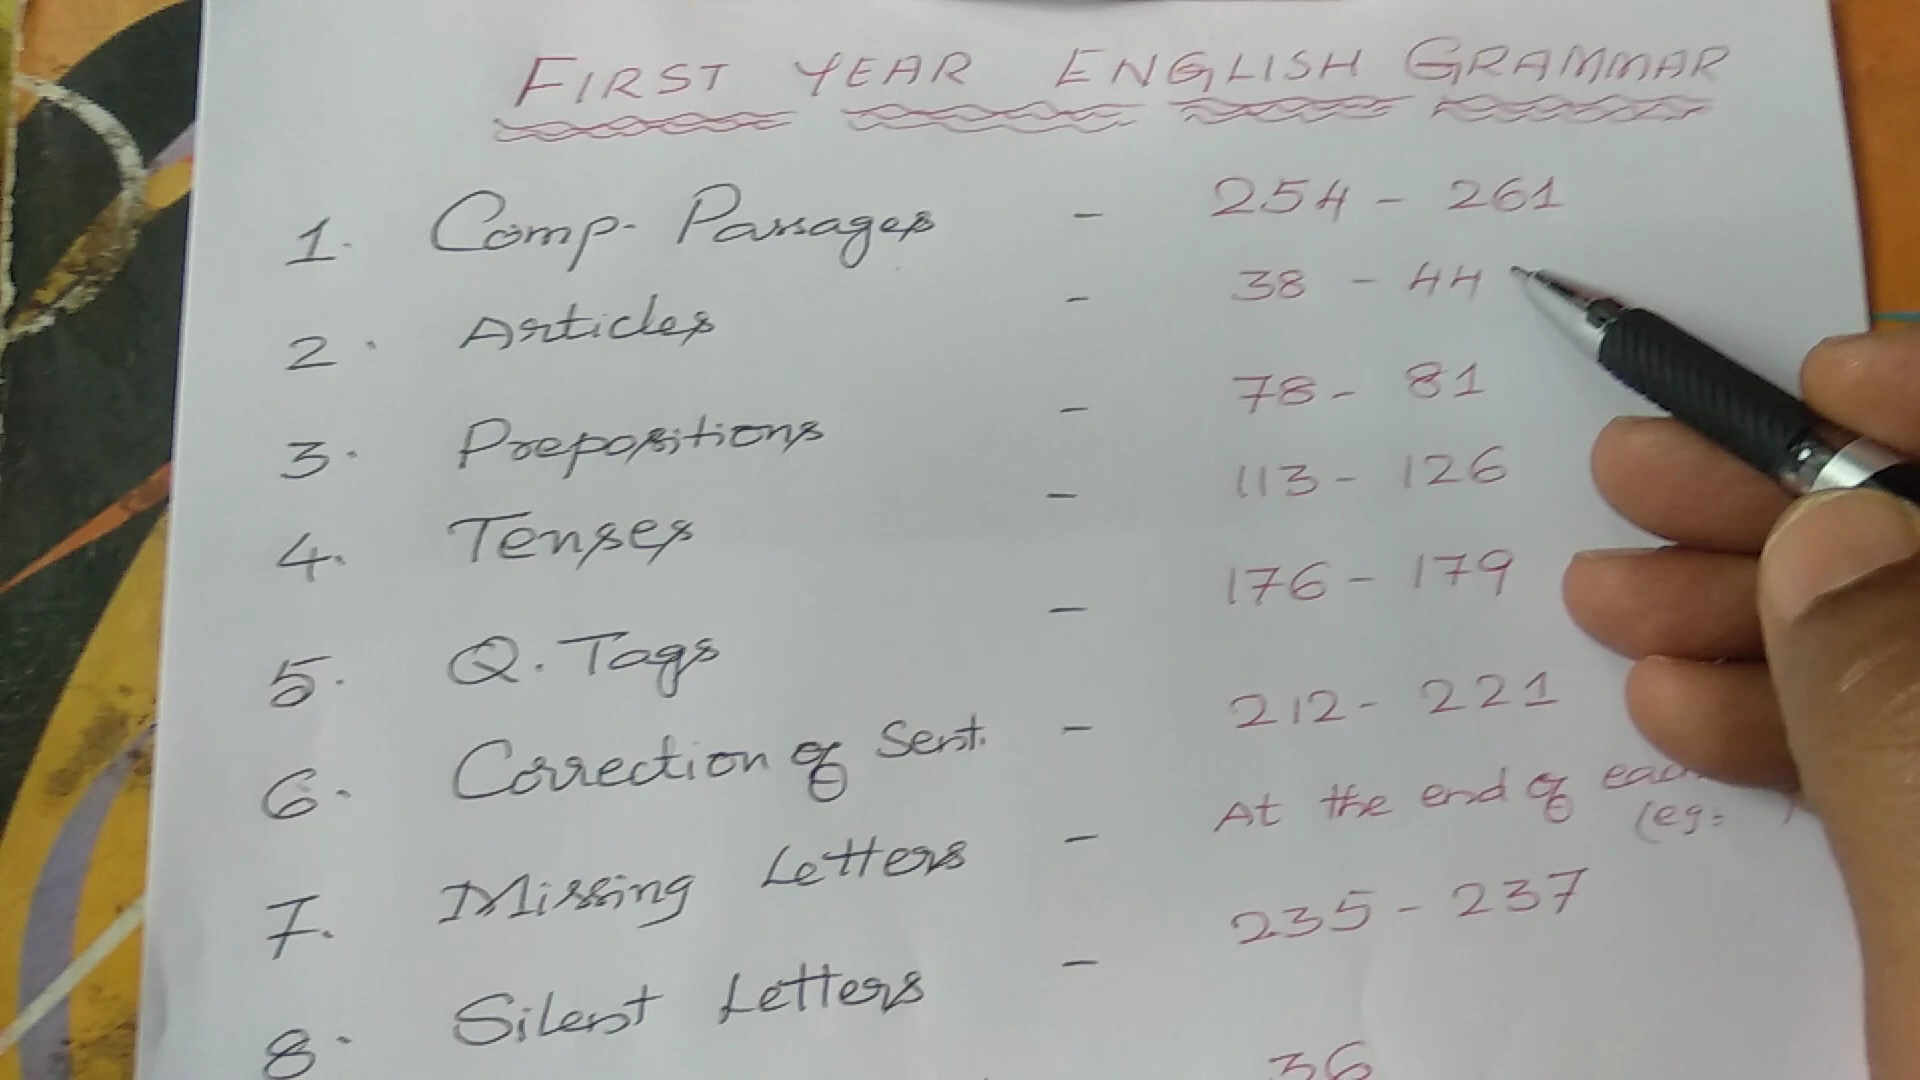 FIRST YEAR ENGLISH GRAMMAR
1. Comp. Passages - 254 - 261
2. Articles - 38 - 44
3. Prepositions - 78 - 81
4. Tenses - 113 - 126
5. Q. Tags - 176 - 179
6. Correction of Sent. - 212 - 221
7. Missing Letters - At the end of
(eg:
8. Silent Letters - 235 - 237
36